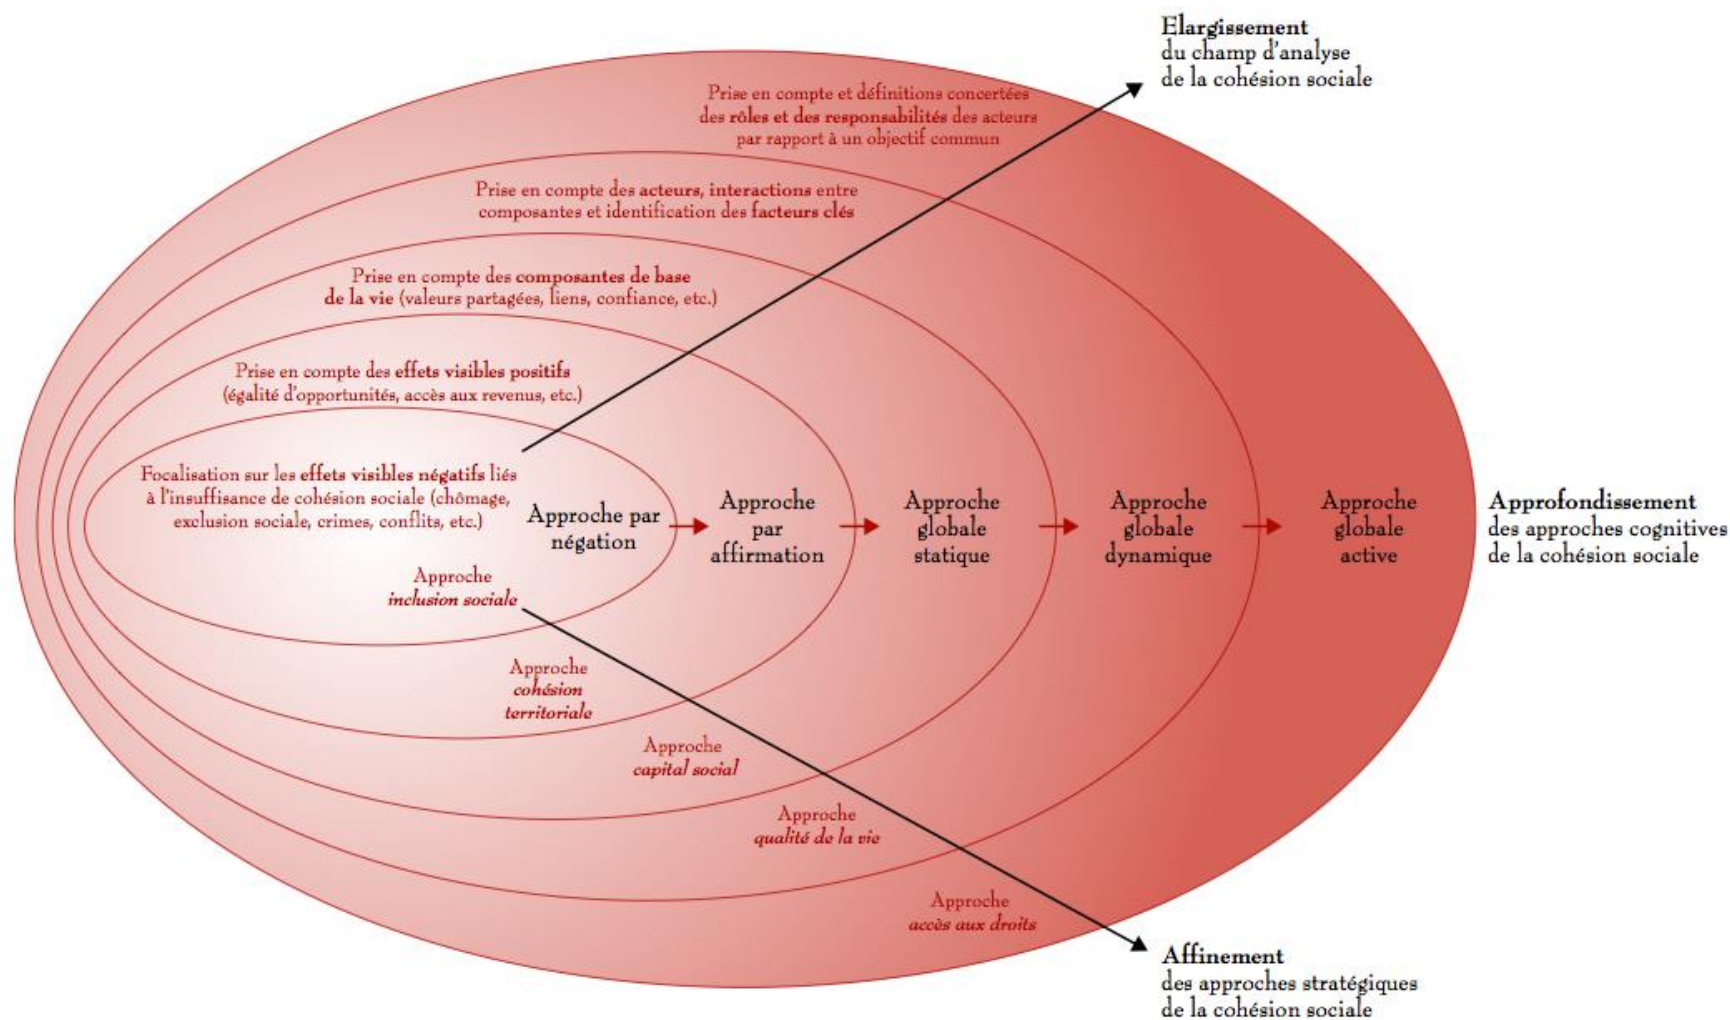 Elargissement
du champ d'analyse
de la cohésion sociale
Prise en compte et définitions concertées
des rôles et des responsabilités des acteurs
par rapport à un objectif commun
Prise en compte des acteurs, interactions entre
composantes et identification des facteurs clés
Prise en compte des composantes de base
de la vie (valeurs partagées, liens, confiance, etc.)
Prise en compte des effets visibles positifs
(égalité d'opportunités, accès aux revenus, etc.)
Focalisation sur les effets visibles négatifs liés
à l'insuffisance de cohésion sociale (chômage,
exclusion sociale, crimes, conflits, etc.)
Approche par
négation
Approche
par
affirmation
Approche
globale
statique
Approche
globale
dynamique
Approche
globale
active
Approfondissement
des approches cognitives
de la cohésion sociale
Approche
inclusion sociale
Approche
cohésion
territoriale
Approche
capital social
Approche
qualité de la vie
Approche
accès aux droits
Affinement
des approches stratégiques
de la cohésion sociale